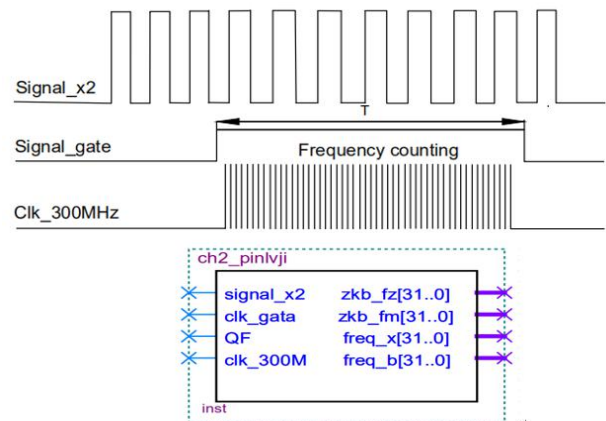 Signal_x2
T
Signal_gate
Frequency counting
Clk_300MHz
ch2_pinlvji
signal_x2 zkb_fz[31..0]
clk_gata zkb_fm[31..0]
QF freq_x[31..0]
clk_300M freq_b[31..0]
inst